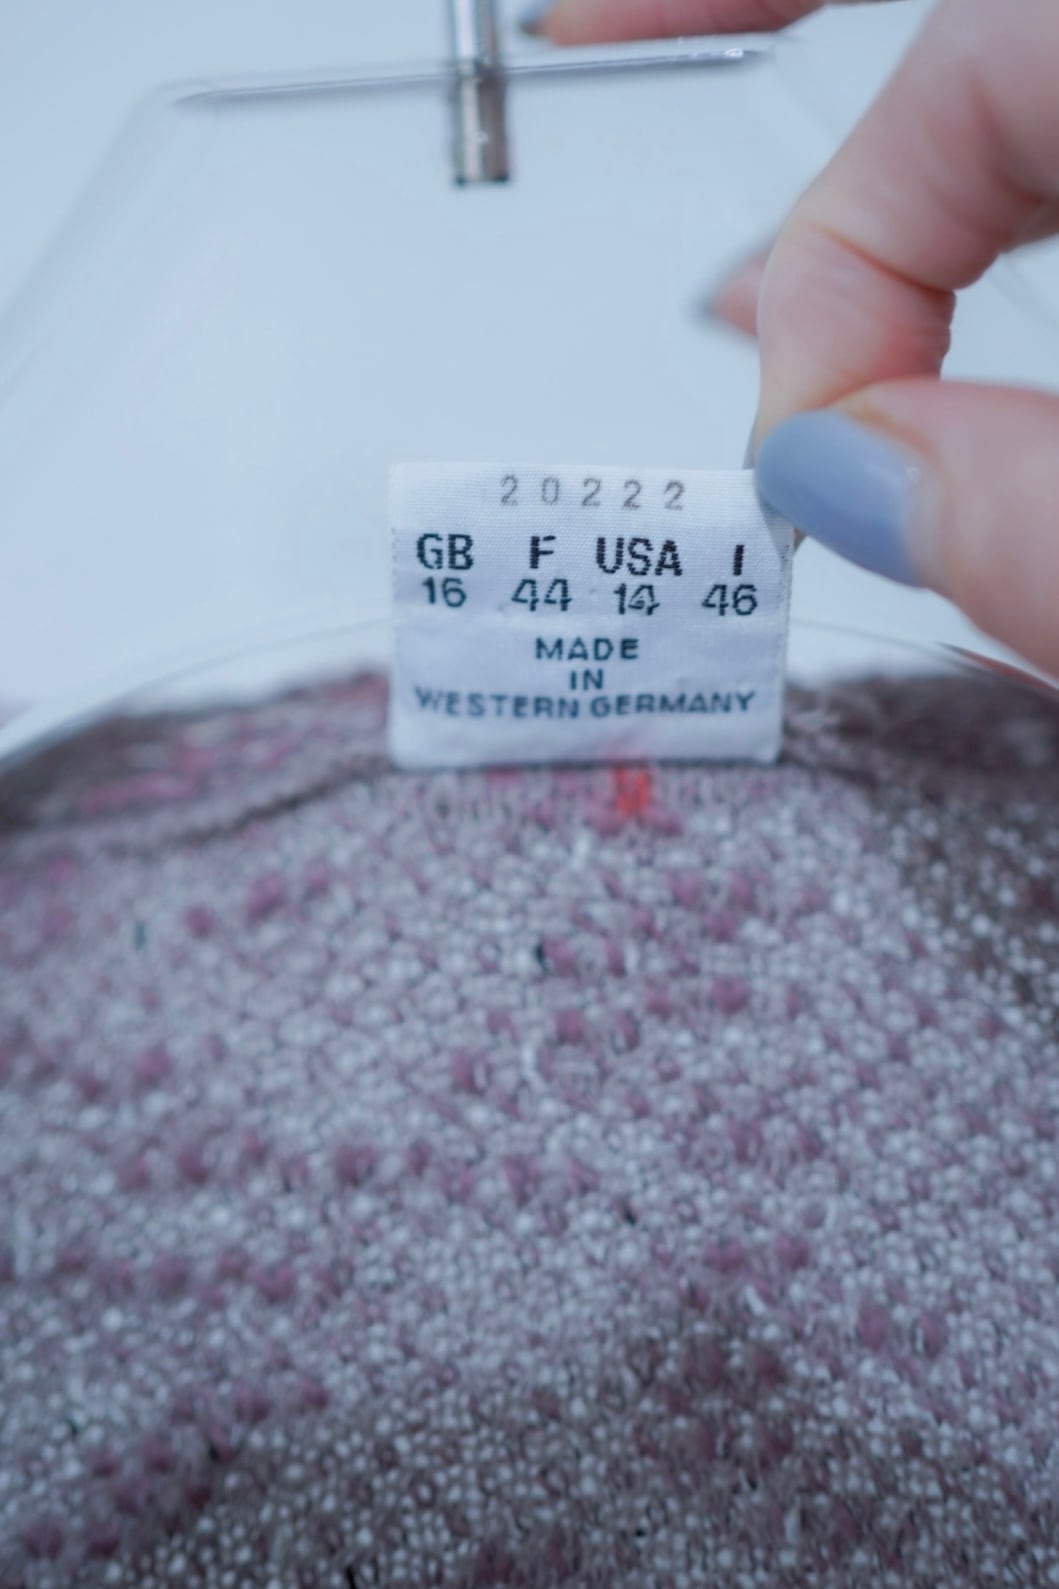 20222
GB F USA I
16 44 14 46
MADE
IN
WESTERN GERMANY